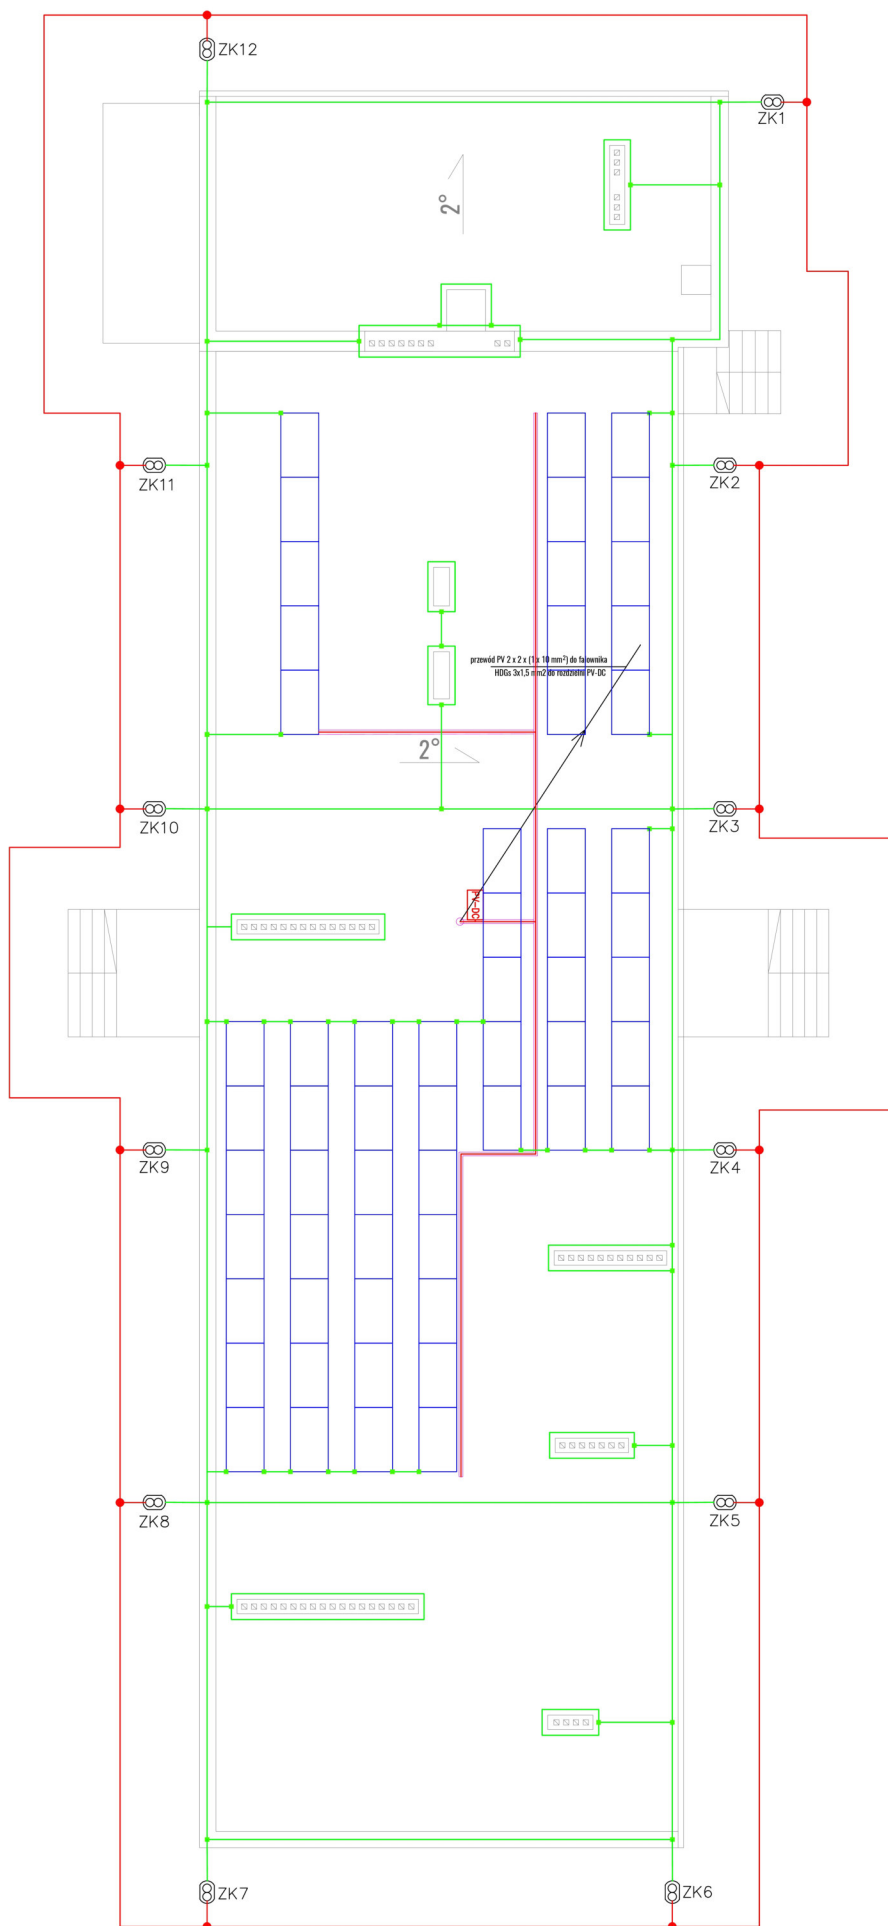 ZK12
ZK1
2°
ZK11
ZK2
przewód PV 2 x 2 x (1 x 10 mm²) do falownika
HDGs 3x1,5 mm2 do rozdzielni PV-DC
2°
ZK10
ZK3
PV-DC
ZK9
ZK4
ZK8
ZK5
ZK7
ZK6